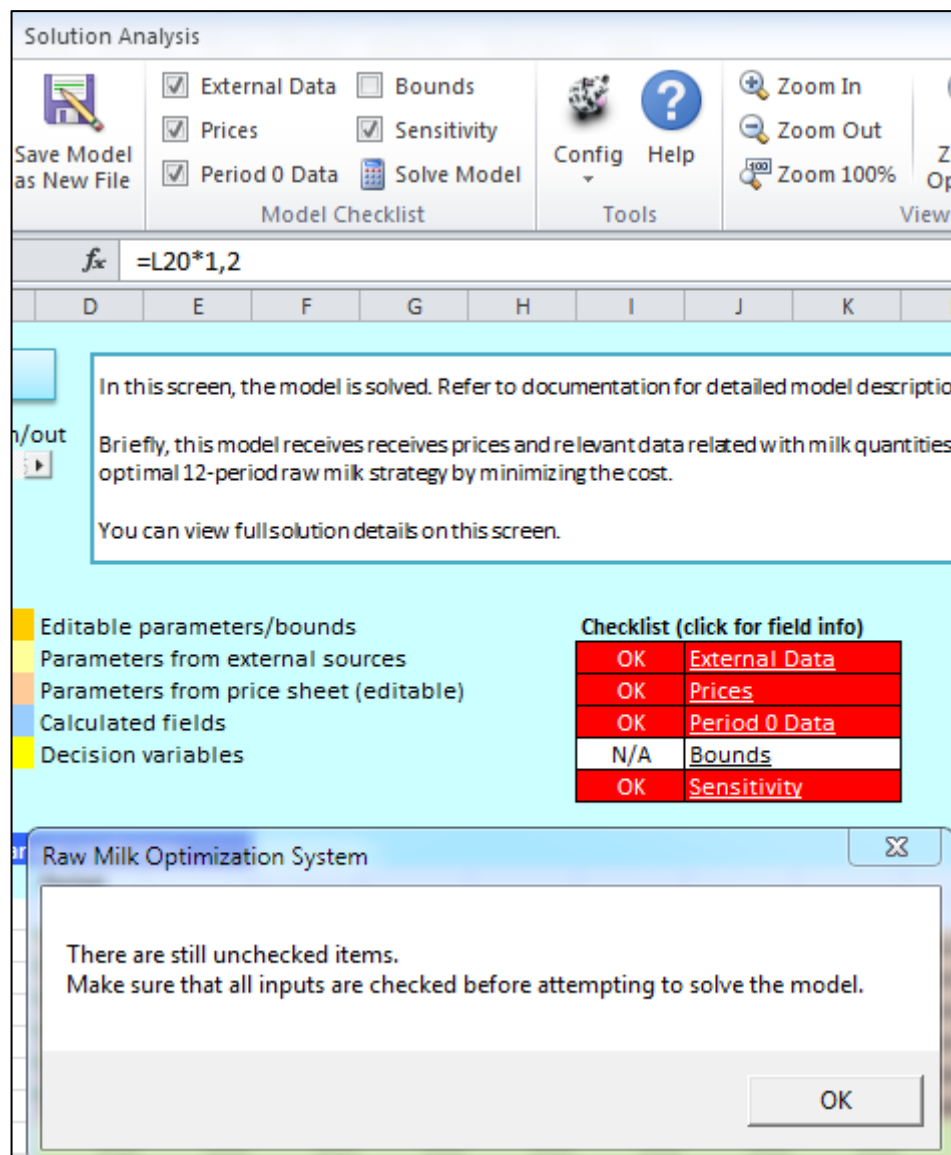 Solution Analysis
External Data
Bounds
Prices
Sensitivity
Save Model
as New File
Period 0 Data
Solve Model
Model Checklist
Config
Help
Tools
Zoom In
Zoom Out
100
Zoom 100%
View
fx =L20*1,2
D E F G H I J K
In this screen, the model is solved. Refer to documentation for detailed model descriptio
n/out
Briefly, this model receives receives prices and relevant data related with milk quantities
optimal 12-period raw milk strategy by minimizing the cost.
You can view full solution details on this screen.
Editable parameters/bounds
Parameters from external sources
Parameters from price sheet (editable)
Calculated fields
Decision variables
Checklist (click for field info)
OK External Data
OK Prices
OK Period 0 Data
N/A Bounds
OK Sensitivity
Raw Milk Optimization System
There are still unchecked items.
Make sure that all inputs are checked before attempting to solve the model.
OK